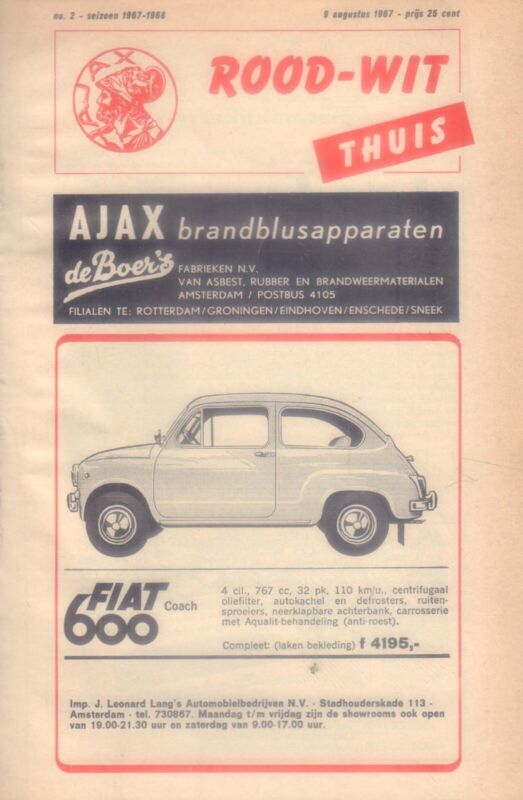 no. 2 - seizoen 1967-1968
9 augustus 1967 - prijs 25 cent
AJAX
ROOD-WIT
THUIS
AJAX brandblusapparaten
de Boer's
FABRIEKEN N.V.
VAN ASBEST, RUBBER EN BRANDWEERMATERIALEN
AMSTERDAM / POSTBUS 4105
FILIALEN TE: ROTTERDAM/GRONINGEN/EINDHOVEN/ENSCHEDE/SNEEK
FIAT
600
Coach
4 cil., 767 cc, 32 pk, 110 km/u., centrifugaal
oliefilter, autokachel en defrosters, ruiten-
sproeiers, neerklapbare achterbank, carrosserie
met Aqualit-behandeling (anti-roest).
Compleet: (laken bekleding) f 4195,-
Imp. J. Leonard Lang's Automobielbedrijven N.V. - Stadhouderskade 113 -
Amsterdam - tel. 730867. Maandag t/m vrijdag zijn de showrooms ook open
van 19.00-21.30 uur en zaterdag van 9.00-17.00 uur.